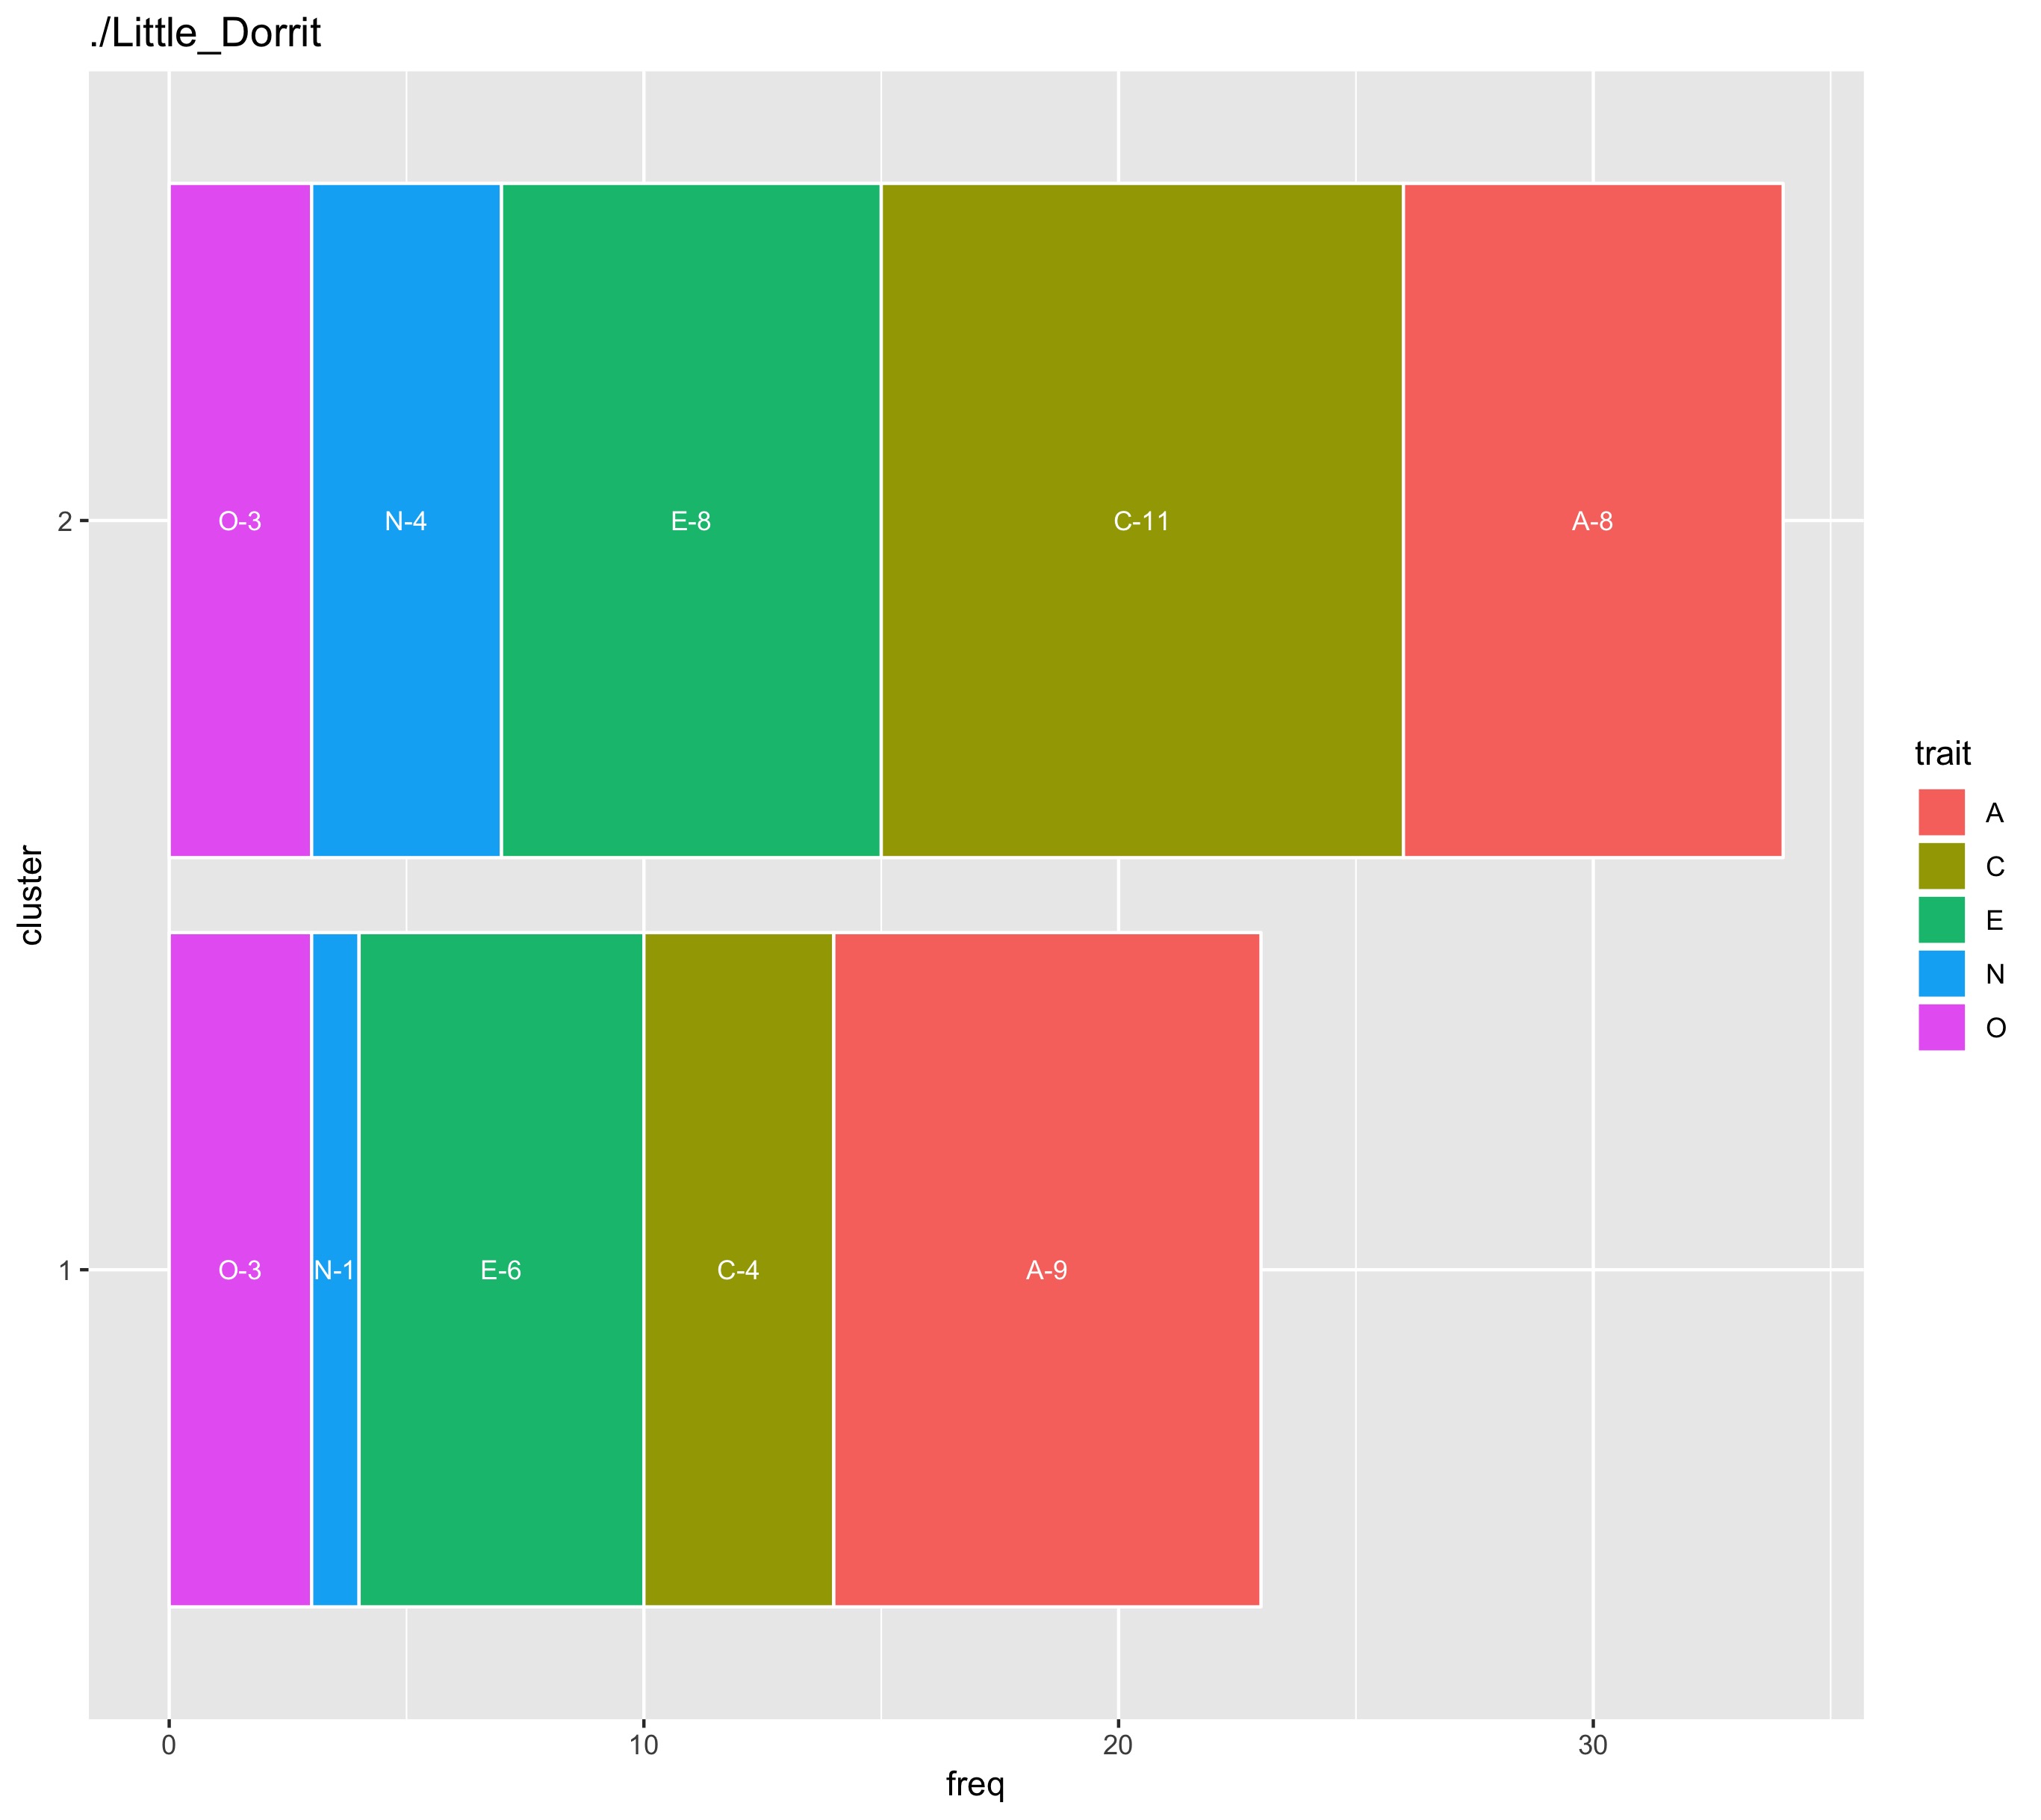 ./Little_Dorrit
cluster
2
O-3 N-4 E-8 C-11 A-8
1
O-3 N-1 E-6 C-4 A-9
0 10 20 30
freq
trait
A
C
E
N
O